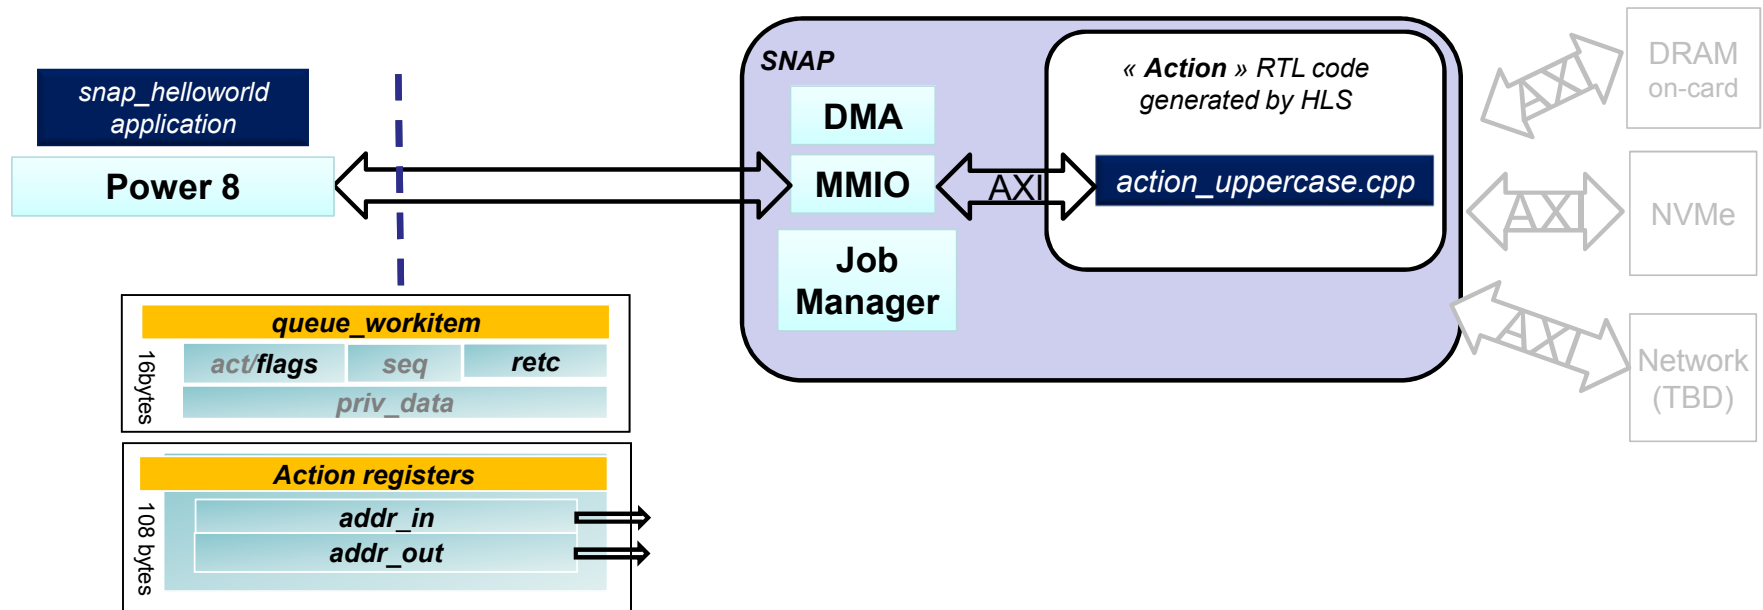 snap_helloworld
application
Power 8
SNAP
DMA
MMIO
Job
Manager
AXI
« Action » RTL code
generated by HLS
action_uppercase.cpp
AXI
DRAM
on-card
AXI
NVMe
AXI
Network
(TBD)
16bytes
queue_workitem
act/flags
seq
retc
priv_data
108 bytes
Action registers
addr_in
addr_out